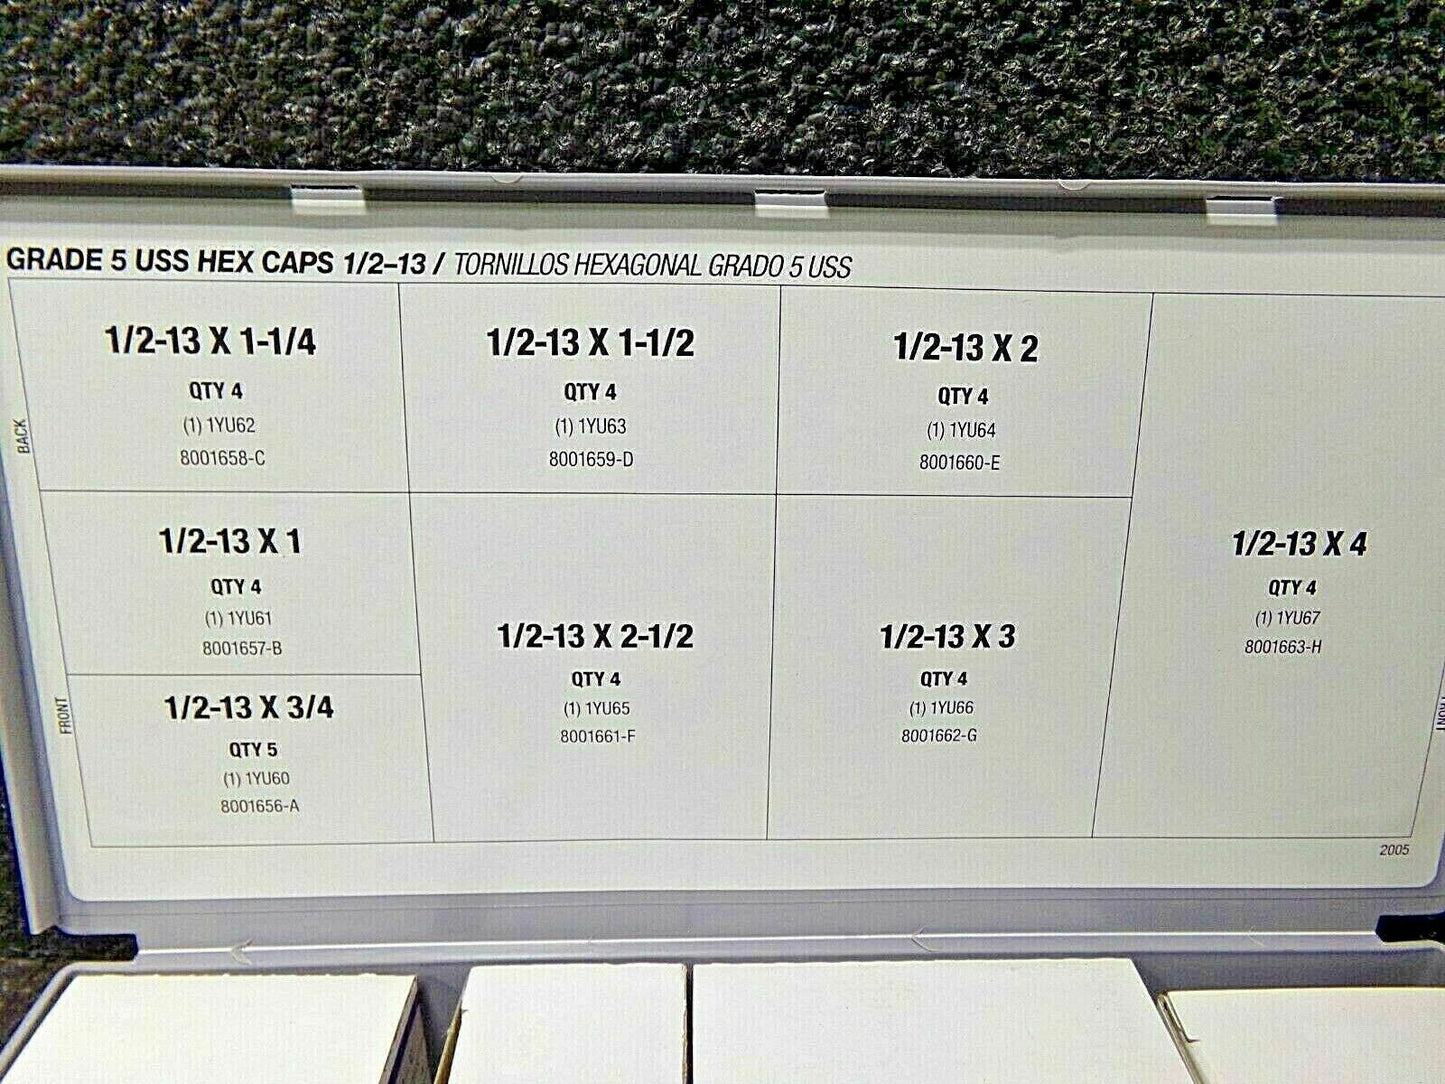 GRADE 5 USS HEX CAPS 1/2–13 / TORNILLOS HEXAGONAL GRADO 5 USS
1/2-13 X 1-1/4
QTY 4
(1) 1YU62
8001658-C
1/2-13 X 1-1/2
QTY 4
(1) 1YU63
8001659-D
1/2-13 X 2
QTY 4
(1) 1YU64
8001660-E
BACK
1/2-13 X 1
QTY 4
(1) 1YU61
8001657-B
1/2-13 X 4
QTY 4
(1) 1YU67
8001663-H
1/2-13 X 2-1/2
QTY 4
(1) 1YU65
8001661-F
1/2-13 X 3
QTY 4
(1) 1YU66
8001662-G
FRONT
1/2-13 X 3/4
QTY 5
(1) 1YU60
8001656-A
FRONT
2005